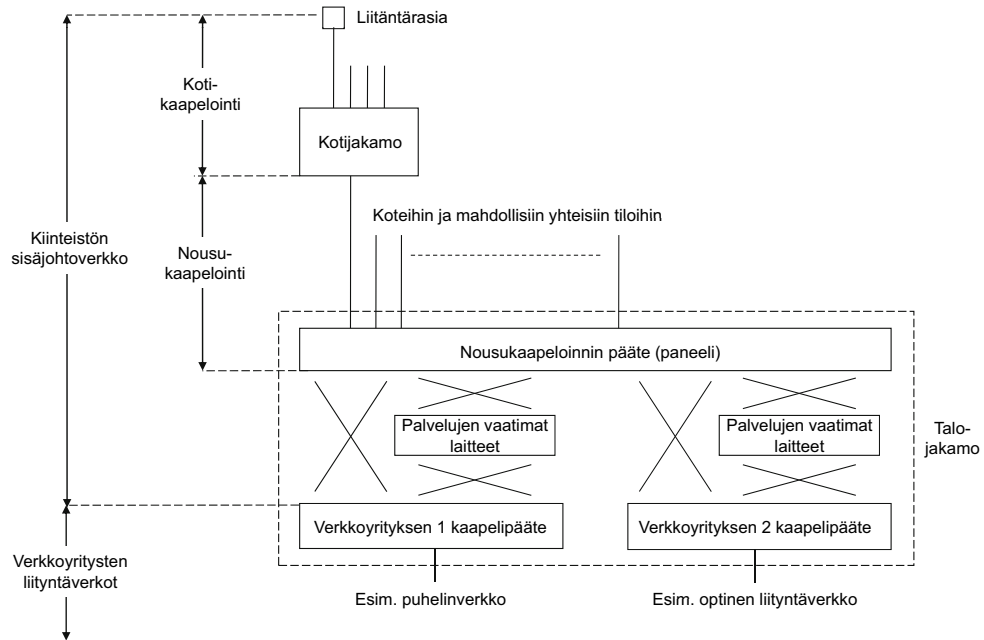 Liitäntärasia
Koti-
kaapelointi
Kotijakamo
Koteihin ja mahdollisiin yhteisiin tiloihin
Kiinteistön
sisäjohtoverkko
Nousu-
kaapelointi
Nousukaapeloinnin pääte (paneeli)
Palvelujen vaatimat
laitteet
Palvelujen vaatimat
laitteet
Talo-
jakamo
Verkkoyrityksen 1 kaapelipääte
Verkkoyrityksen 2 kaapelipääte
Verkkoyritysten
liityntäverkot
Esim. puhelinverkko
Esim. optinen liityntäverkko